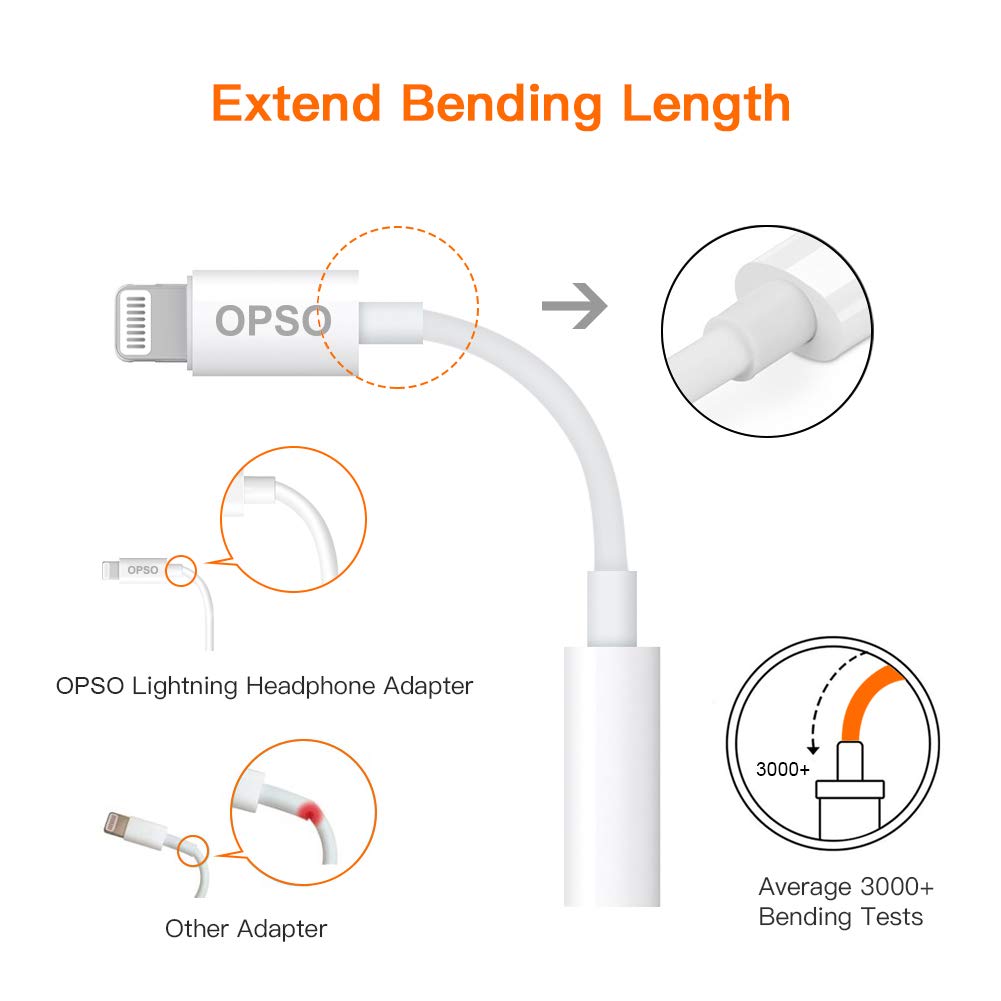 Extend Bending Length
OPSO
OPSO
OPSO Lightning Headphone Adapter
Other Adapter
3000+
Average 3000+
Bending Tests